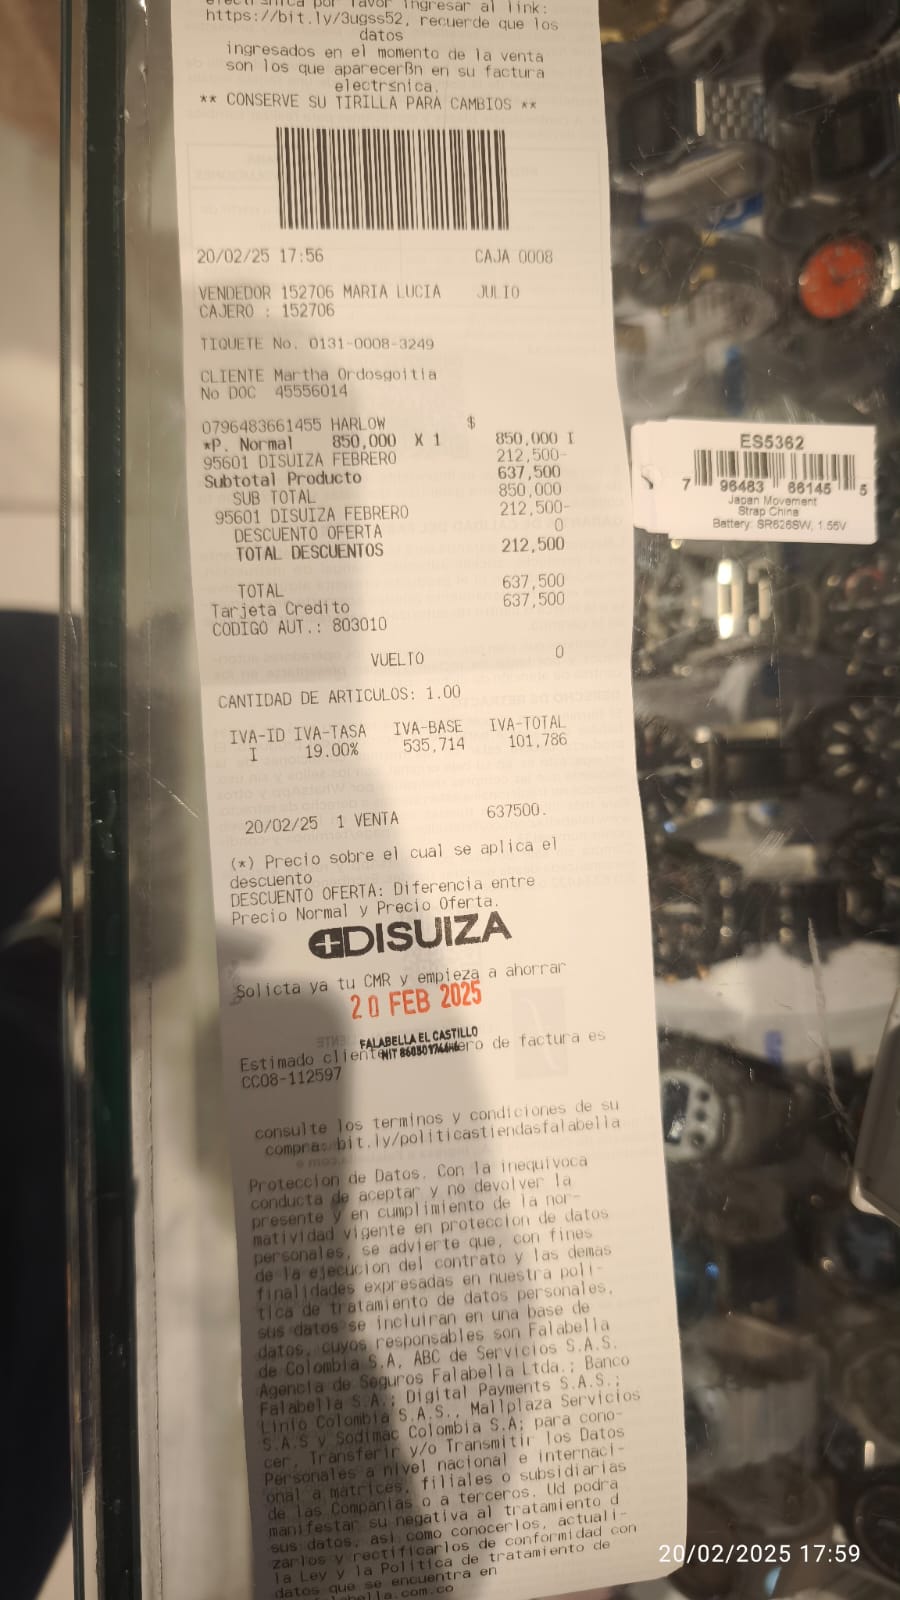 electrsnica por favor ingresar al link:
https://bit.ly/3ugss52, recuerde que los
datos
ingresados en el momento de la venta
son los que aparecerBn en su factura
electrsnica.
** CONSERVE SU TIRILLA PARA CAMBIOS **
20/02/25 17:56 CAJA 0008
VENDEDOR 152706 MARIA LUCIA JULIO
CAJERO : 152706
TIQUETE No. 0131-0008-3249
CLIENTE Martha Ordosgoitia
No DOC 45556014
0796483661455 HARLOW $
*P. Normal 850,000 X 1 850,000 I
95601 DISUIZA FEBRERO 212,500-
Subtotal Producto 637,500
SUB TOTAL 850,000
95601 DISUIZA FEBRERO 212,500-
DESCUENTO OFERTA 0
TOTAL DESCUENTOS 212,500
TOTAL 637,500
Tarjeta Credito 637,500
CODIGO AUT.: 803010
VUELTO 0
CANTIDAD DE ARTICULOS: 1.00
IVA-ID IVA-TASA IVA-BASE IVA-TOTAL
I 19.00% 535,714 101,786
20/02/25 1 VENTA 637500.
(*) Precio sobre el cual se aplica el
descuento
DESCUENTO OFERTA: Diferencia entre
Precio Normal y Precio Oferta.
DISUIZA
Solicta ya tu CMR y empieza a ahorrar
20 FEB 2025
FALABELLA EL CASTILLO
NIT
Estimado cliente ero de factura es
CC08-112597
consulte los terminos y condiciones de su
compra: bit.ly/politicastiendasfalabella
Proteccion de Datos. Con la inequivoca
conducta de aceptar y no devolver la
presente y en cumplimiento de la nor-
matividad vigente en proteccion de datos
personales, se advierte que, con fines
de la ejecucion del contrato y las demas
finalidades expresadas en nuestra poli-
tica de tratamiento de datos personales,
sus datos se incluiran en una base de
datos, cuyos responsables son Falabella
de Colombia S.A, ABC de Servicios S.A.S.
Agencia de Seguros Falabella Ltda.; Banco
Falabella S.A.; Digital Payments S.A.S.;
Linio Colombia S.A.S., Mallplaza Servicios
S.A.S y Sodimac Colombia S.A; para cono-
cer, Transferir y/o Transmitir los Datos
Personales a nivel nacional e internaci-
onal a matrices, filiales o subsidiarias
de las Companias o a terceros. Ud podra
manifestar su negativa al tratamiento d
sus datos, asi como conocerlos, actuali-
zarlos y rectificarlos de conformidad con
la Ley y la Politica de tratamiento de
datos que se encuentra en
falabella.com.co
ES5362
7 96483 66145 5
Japan Movement
Strap China
Battery: SR626SW, 1.55V
20/02/2025 17:59